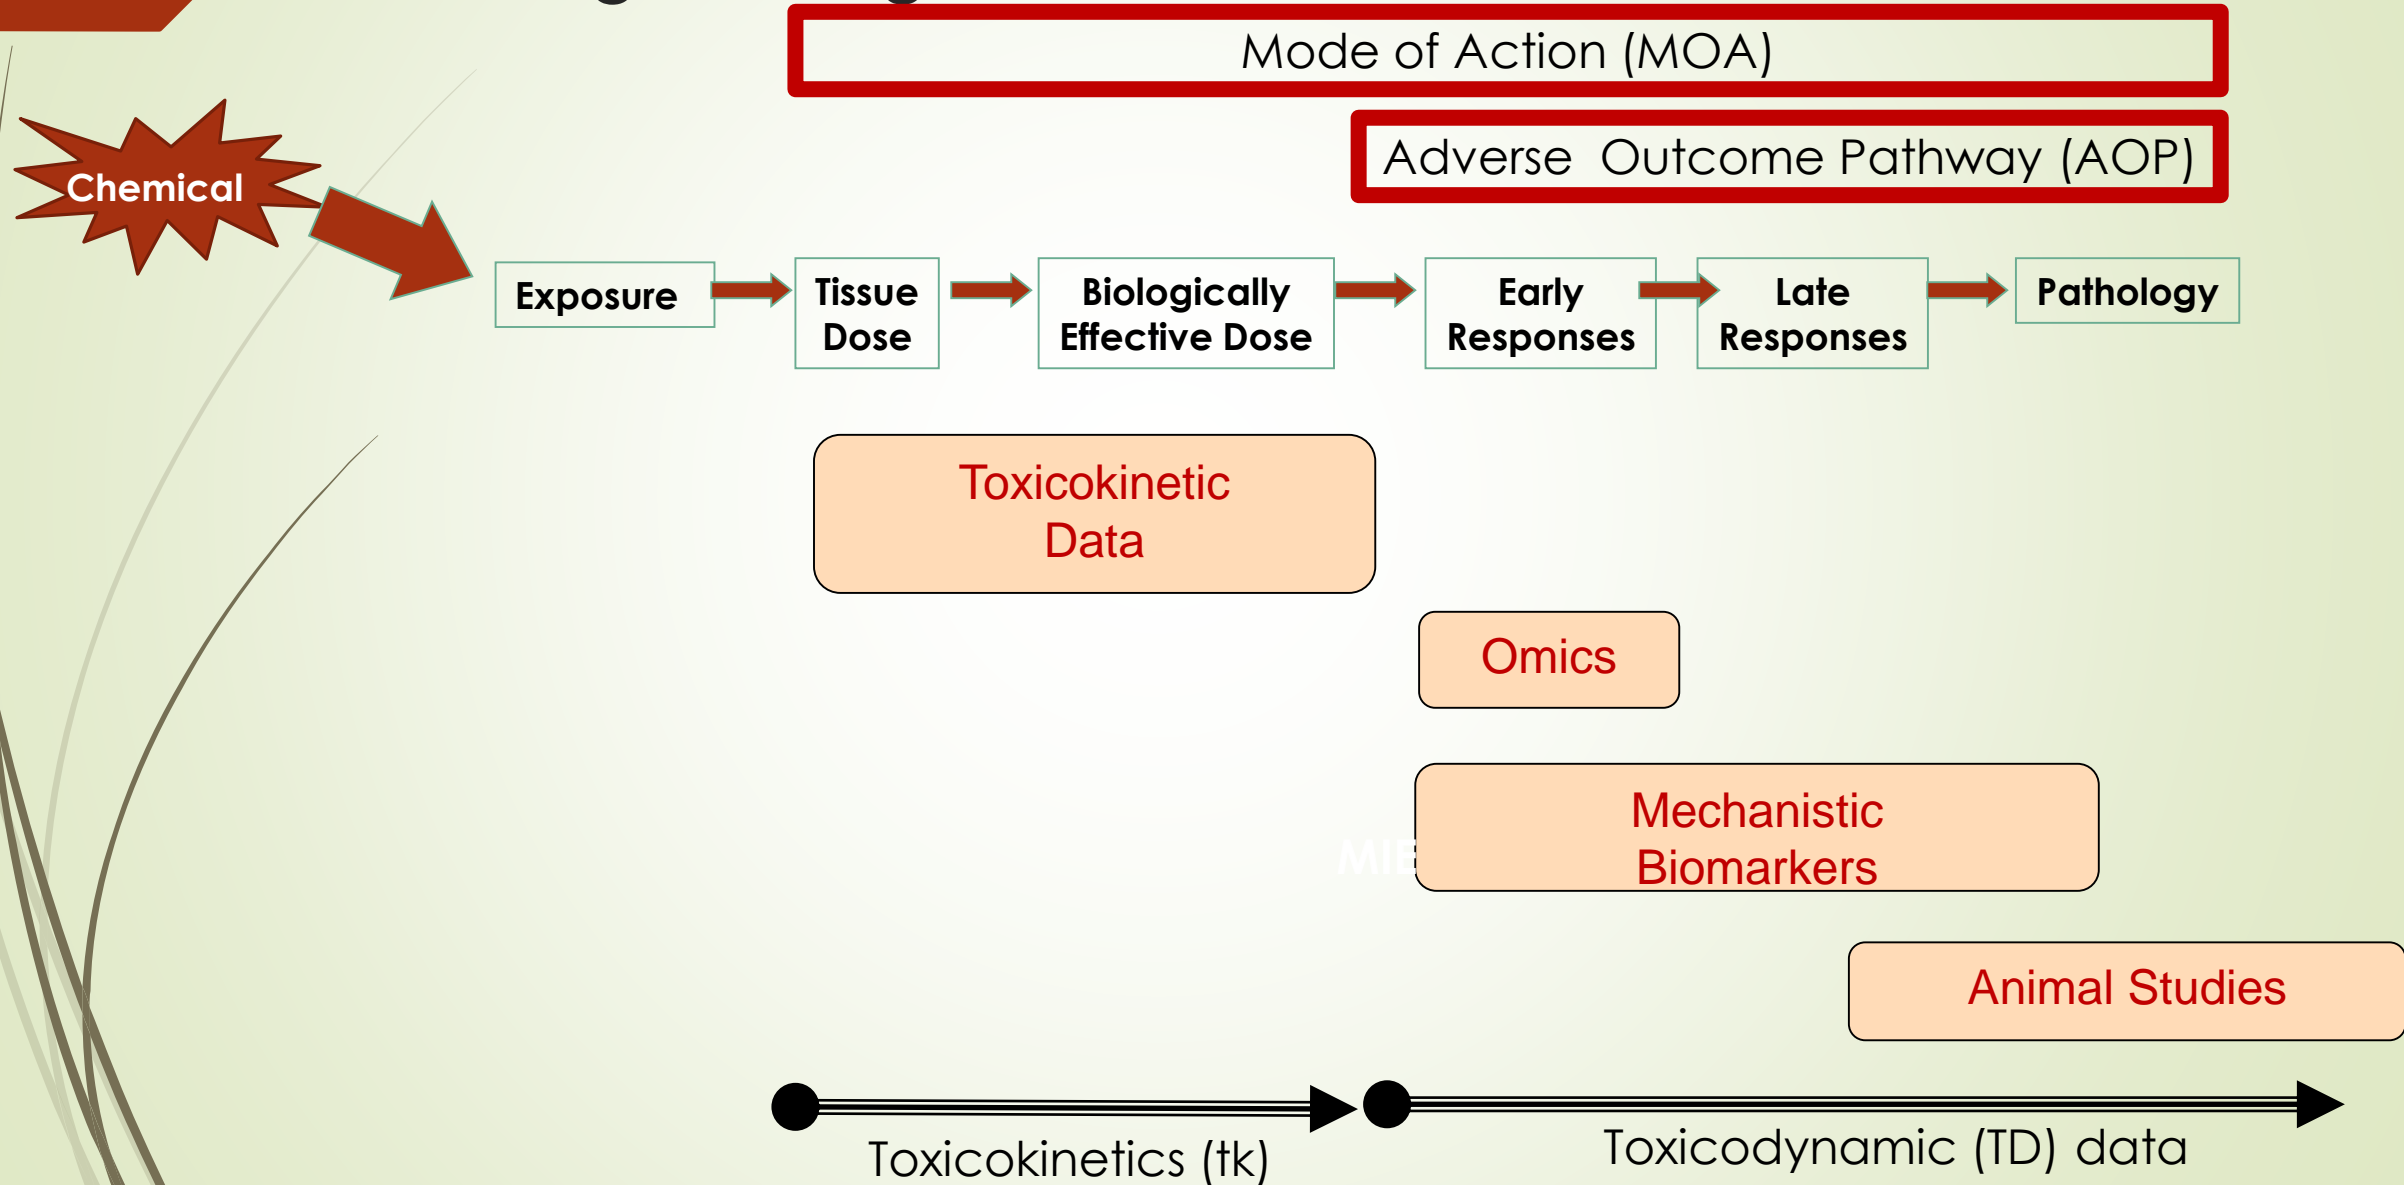 Mode of Action (MOA)
Adverse Outcome Pathway (AOP)
Chemical
Exposure
Tissue
Dose
Biologically
Effective Dose
Early
Responses
Late
Responses
Pathology
Toxicokinetic
Data
Omics
Mechanistic
Biomarkers
MIE
Animal Studies
Toxicokinetics (tk)
Toxicodynamic (TD) data